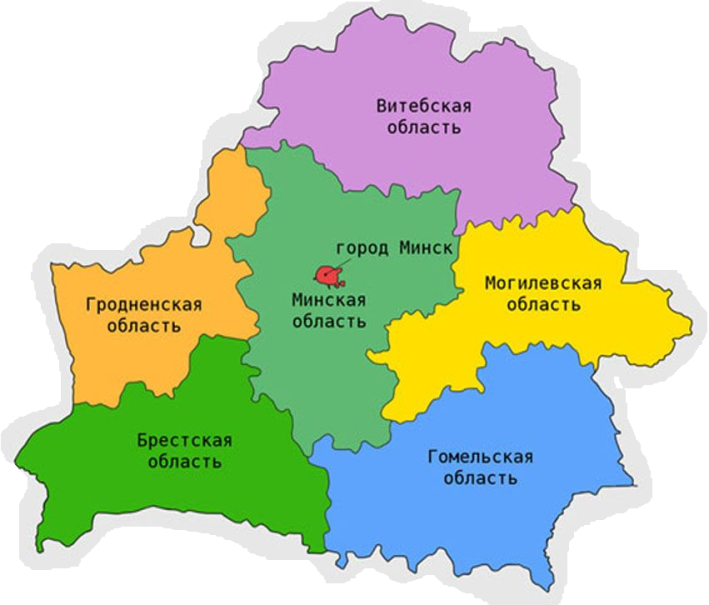 Витебская
область
город Минск
Минская
область
Могилевская
область
Гродненская
область
Брестская
область
Гомельская
область